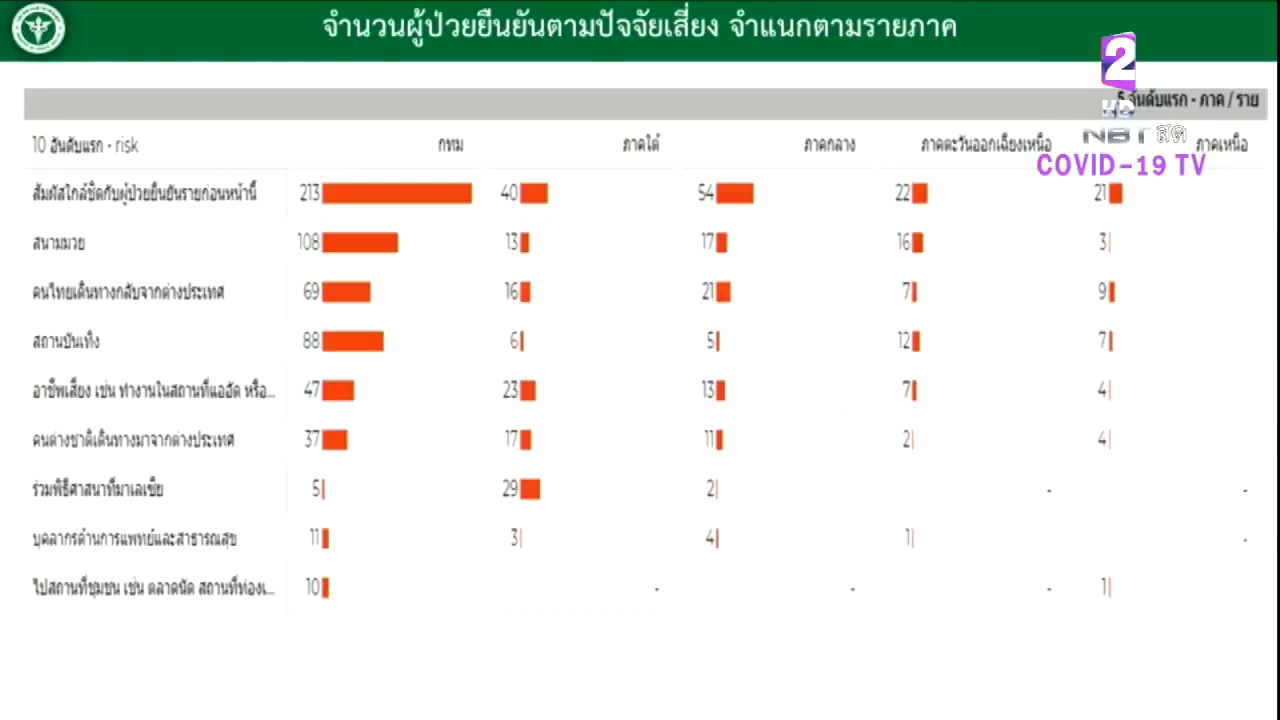 จำนวนผู้ป่วยยืนยันตามปัจจัยเสี่ยง จำแนกตามรายภาค
2
HD
NBT สด
COVID-19 TV
5 อันดับแรก - ภาค / ราย
10 อันดับแรก - risk กทม ภาคใต้ ภาคกลาง ภาคตะวันออกเฉียงเหนือ ภาคเหนือ
สัมผัสใกล้ชิดกับผู้ป่วยยืนยันรายก่อนหน้านี้ 213 40 54 22 21
สนามมวย 108 13 17 16 3
คนไทยเดินทางกลับจากต่างประเทศ 69 16 21 7 9
สถานบันเทิง 88 6 5 12 7
อาชีพเสี่ยง เช่น ทำงานในสถานที่แออัด หรือ... 47 23 13 7 4
คนต่างชาติเดินทางมาจากต่างประเทศ 37 17 11 2 4
ร่วมพิธีศาสนาที่มาเลเซีย 5 29 2 - -
บุคลากรด้านการแพทย์และสาธารณสุข 11 3 4 1 -
ไปสถานที่ชุมชน เช่น ตลาดนัด สถานที่ท่องเ... 10 - - - 1